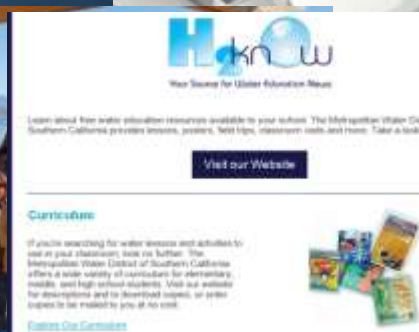 H2knOw
Your Source for Water Education News
Learn about free water education resources available to your school. The Metropolitan Water
Southern California provides lessons, posters, field trips, classroom visits and more. Take a look
Visit our Website
Curriculum
If you're searching for water lessons and activities to
use in your classroom, look no further. The
Metropolitan Water District of Southern California
offers a wide variety of curriculum for elementary,
middle, and high school students. Visit our website
for descriptions and to download copies, or order
copies to be mailed to you at no cost.
Explore Our Curriculum